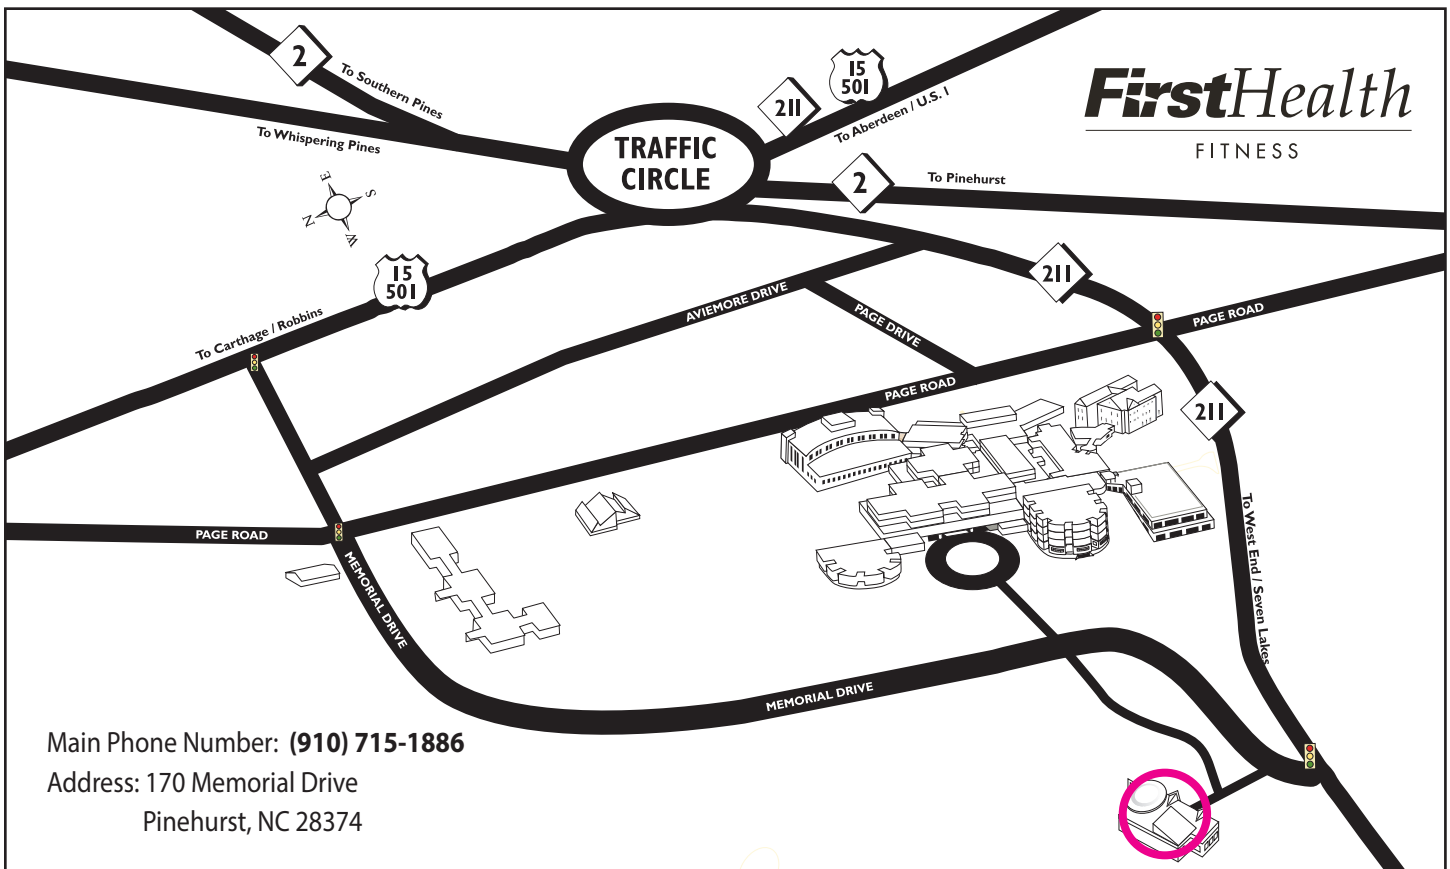 2
To Southern Pines
To Whispering Pines
15
501
211
To Aberdeen / U.S. 1
FirstHealth
FITNESS
TRAFFIC
CIRCLE
2
To Pinehurst
E
S
N
W
15
501
211
To Carthage / Robbins
AVIEMORE DRIVE
PAGE DRIVE
PAGE ROAD
PAGE ROAD
211
PAGE ROAD
MEMORIAL DRIVE
To West End / Seven Lakes
MEMORIAL DRIVE
Main Phone Number: (910) 715-1886
Address: 170 Memorial Drive
Pinehurst, NC 28374